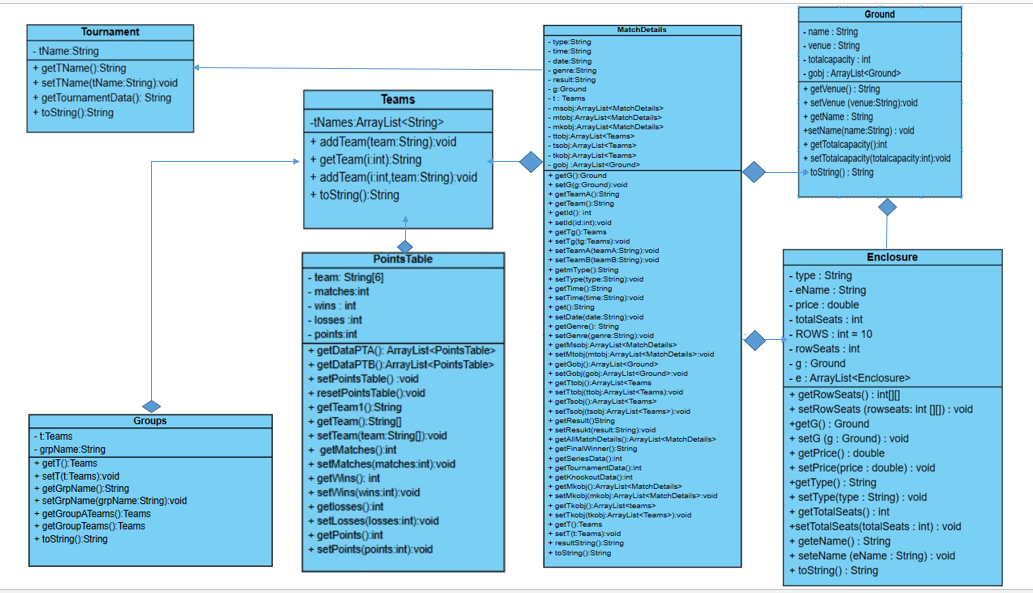 Tournament
- tName:String
+ getTName():String
+ setTName(tName:String):void
+ getTournamentData(): String
+ toString():String
Teams
-tNames:ArrayList<String>
+ addTeam(team:String):void
+ getTeam(i:int):String
+ addTeam(i:int,team:String):void
+ toString():String
MatchDetails
- type:String
- time:String
- date:String
- genre:String
- result:String
- g:Ground
- t : Teams
- msobj:ArrayList<MatchDetails>
- mtobj:ArrayList<MatchDetails>
- mkobj:ArrayList<MatchDetails>
- ttobj:ArrayList<Teams>
- tsobj:ArrayList<Teams>
- tkobj:ArrayList<Teams>
- gobj :ArrayList<Ground>
+ getG():Ground
+ setG(g:Ground):void
+ getTeamA():String
+ getTeam():String
+ getId(): int
+ setId(id:int):void
+ getTg():Teams
+ setTg(tg:Teams):void
+ setTeamA(teamA:String):void
+ setTeamB(teamB:String):void
+ getmType():String
+ setType(type:String):void
+ getTime():String
+ setTime(time:String):void
+ get():String
+ setDate(date:String):void
+ getGenre(): String
+ setGenre(genre:String):void
+ getMsobj:ArrayList<MatchDetails>
+ setMtobj(mtobj:ArrayList<MatchDetails>:void
+ getGobj():ArrayList<Ground>
+ setGobj(gobj:ArrayList<Ground>:void
+ getTtobj():ArrayList<Teams
+ setTtobj(ttobj:ArrayList<Teams):void
+ getTsobj():ArrayList<Teams>
+ setTsobj(tsobj:ArrayList<Teams>):void
+ getResult()String
+ setResukt(result:String):void
+ getAllMatchDetails():ArrayList<MatchDetails>
+ getFinalWinner():String
+ getSeriesData():int
+ getTournamentData():int
+ getKnockoutData():int
+ getMkobj():ArrayList<MatchDetails>
+ setMkobj(mkobj:ArrayList<MatchDetails>:void
+ getTkobj():ArrayList<teams>
+ setTkobj(tkobj:ArrayList<Teams>):void
+ getT():Teams
+ setT(t:Teams):void
+ resultString():String
+ toString():String
Ground
- name : String
- venue : String
- totalcapacity : int
- gobj : ArrayList<Ground>
+ getVenue() : String
+ setVenue (venue:String):void
+ getName : String
+setName(name:String) : void
+ getTotalcapacity():int
+ setTotalcapacity(totalcapacity:int):void
toString() : String
PointsTable
- team: String[6]
- matches:int
- wins : int
- losses :int
- points:int
+ getDataPTA(): ArrayList<PointsTable>
+ getDataPTB():ArrayList<PointsTable>
+ setPointsTable() :void
+ resetPointsTable():void
+ getTeam1():String
+ getTeam():String[]
+ setTeam(team:String[]):void
+ getMatches():int
+ setMatches(matches:int):void
+ getWins(): int
+ setWins(wins:int):void
+ getlosses():int
+ setLosses(losses:int):void
+ getPoints():int
+ setPoints(points:int):void
Enclosure
- type : String
- eName : String
- price : double
- totalSeats : int
- ROWS : int = 10
- rowSeats : int
- g : Ground
- e : ArrayList<Enclosure>
+ getRowSeats() : int[][]
+ setRowSeats (rowseats: int [][]) : void
+getG() : Ground
+ setG (g : Ground) : void
+ getPrice() : double
+ setPrice(price : double) : void
+getType() : String
+ setType(type : String) : void
+ getTotalSeats() : int
+setTotalSeats(totalSeats : int) : void
+ geteName() : String
+ seteName (eName : String) : void
+ toString() : String
Groups
- t:Teams
- grpName:String
+ getT():Teams
+ setT(t:Teams):void
+ getGrpName():String
+ setGrpName(grpName:String):void
+ getGroupATeams():Teams
+ getGroupTeams():Teams
+ toString():String